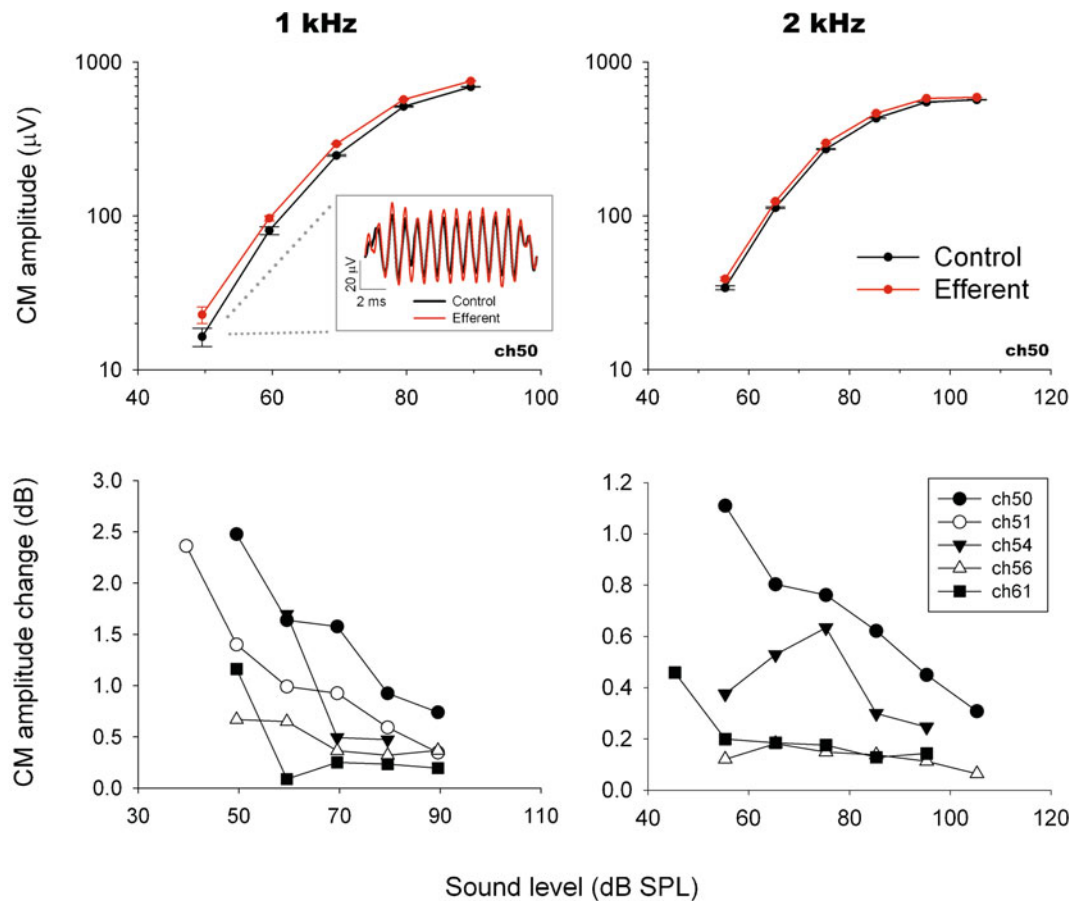 1 kHz
2 kHz
CM amplitude (µV)
1000
100
10
40 60 80 100
20 µV
2 ms
Control
Efferent
ch50
1000
100
10
40 60 80 100 120
Control
Efferent
ch50
CM amplitude change (dB)
3.0
2.5
2.0
1.5
1.0
0.5
0.0
30 50 70 90 110
1.2
1.0
0.8
0.6
0.4
0.2
0.0
40 60 80 100 120
ch50
ch51
ch54
ch56
ch61
Sound level (dB SPL)